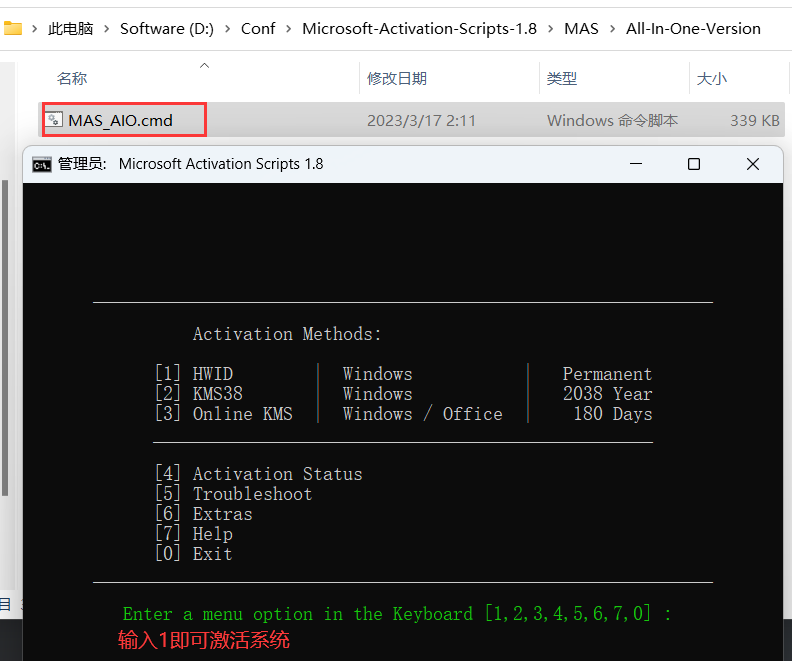 此电脑 > Software (D:) > Conf > Microsoft-Activation-Scripts-1.8 > MAS > All-In-One-Version
名称 修改日期 类型 大小
MAS_AIO.cmd 2023/3/17 2:11 Windows 命令脚本 339 KB
管理员: Microsoft Activation Scripts 1.8
Activation Methods:
[1] HWID | Windows | Permanent
[2] KMS38 | Windows | 2038 Year
[3] Online KMS | Windows / Office | 180 Days
[4] Activation Status
[5] Troubleshoot
[6] Extras
[7] Help
[0] Exit
Enter a menu option in the Keyboard [1,2,3,4,5,6,7,0] :
输入1即可激活系统